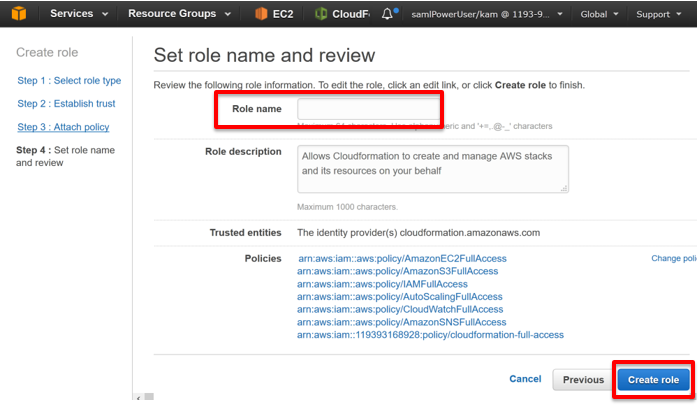 Services Resource Groups EC2 CloudF samlPowerUser/kam @ 1193-9... Global Support
Create role
Step 1 : Select role type
Step 2 : Establish trust
Step 3 : Attach policy
Step 4 : Set role name
and review
Set role name and review
Review the following role information. To edit the role, click an edit link, or click Create role to finish.
Role name
Maximum 64 characters. Use alphanumeric and '+=,.@-_' characters
Role description
Allows Cloudformation to create and manage AWS stacks
and its resources on your behalf
Maximum 1000 characters.
Trusted entities The identity provider(s) cloudformation.amazonaws.com
Policies arn:aws:iam::aws:policy/AmazonEC2FullAccess Change poli
arn:aws:iam::aws:policy/AmazonS3FullAccess
arn:aws:iam::aws:policy/IAMFullAccess
arn:aws:iam::aws:policy/AutoScalingFullAccess
arn:aws:iam::aws:policy/CloudWatchFullAccess
arn:aws:iam::aws:policy/AmazonSNSFullAccess
arn:aws:iam::119393168928:policy/cloudformation-full-access
Cancel Previous Create role